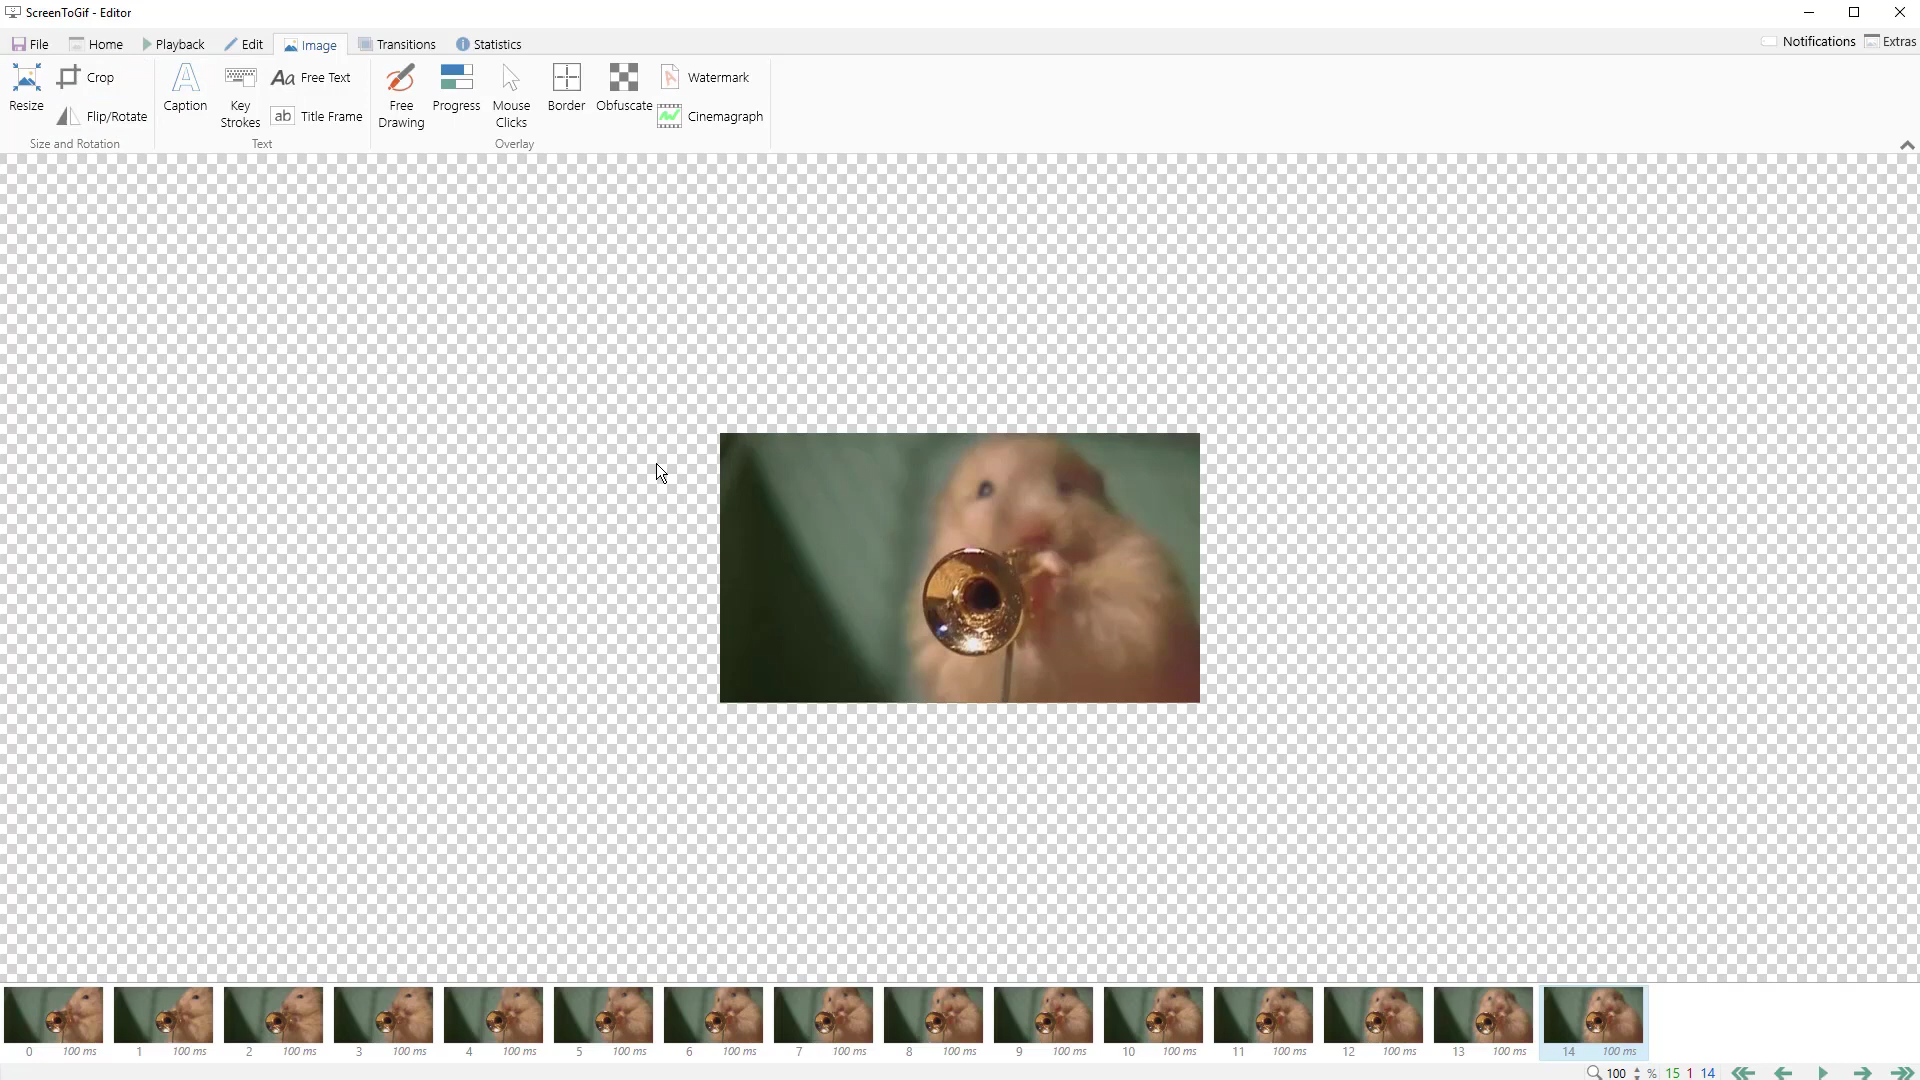 ScreenToGif - Editor
File Home Playback Edit Image Transitions Statistics Notifications Extras
Resize Crop Flip/Rotate
Size and Rotation
Caption Key Strokes Free Text Title Frame
Text
Free Drawing Progress Mouse Clicks Border Obfuscate Watermark Cinemagraph
Overlay
0 100 ms 1 100 ms 2 100 ms 3 100 ms 4 100 ms 5 100 ms 6 100 ms 7 100 ms 8 100 ms 9 100 ms 10 100 ms 11 100 ms 12 100 ms 13 100 ms 14 100 ms
100 % 15 1 14